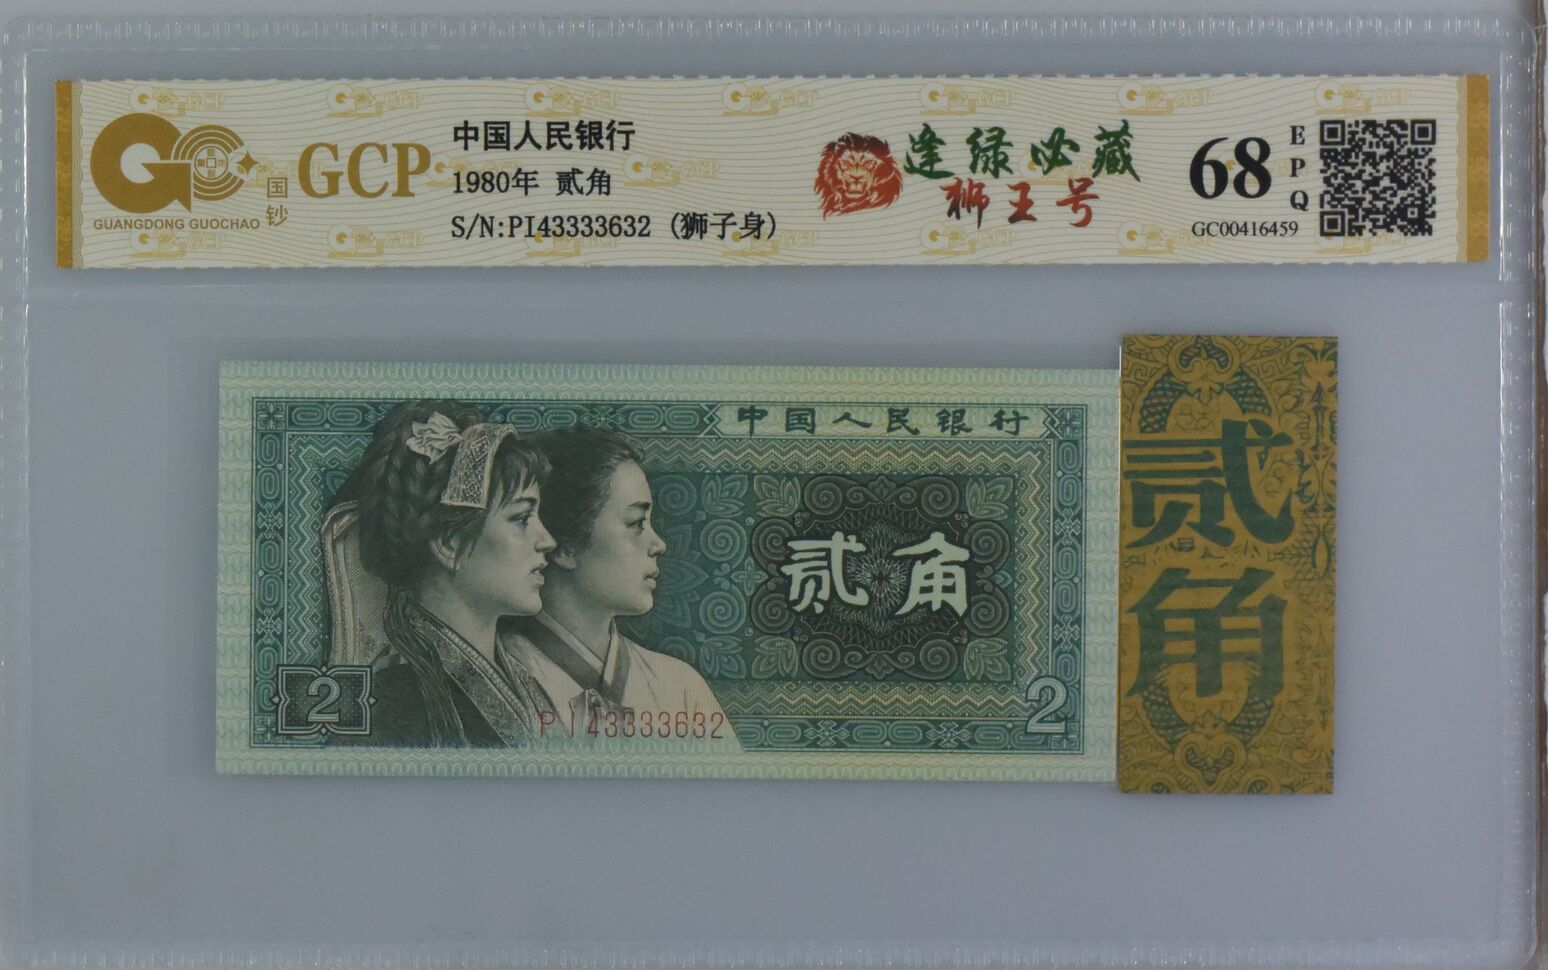 中国人民银行
GCP
1980年 贰角
国钞
GUANGDONG GUOCHAO
S/N:PI43333632 (狮子身)
逢绿必藏
狮王号
68
EPQ
GC00416459
中国人民银行
贰角
2
2
PI43333632
贰角